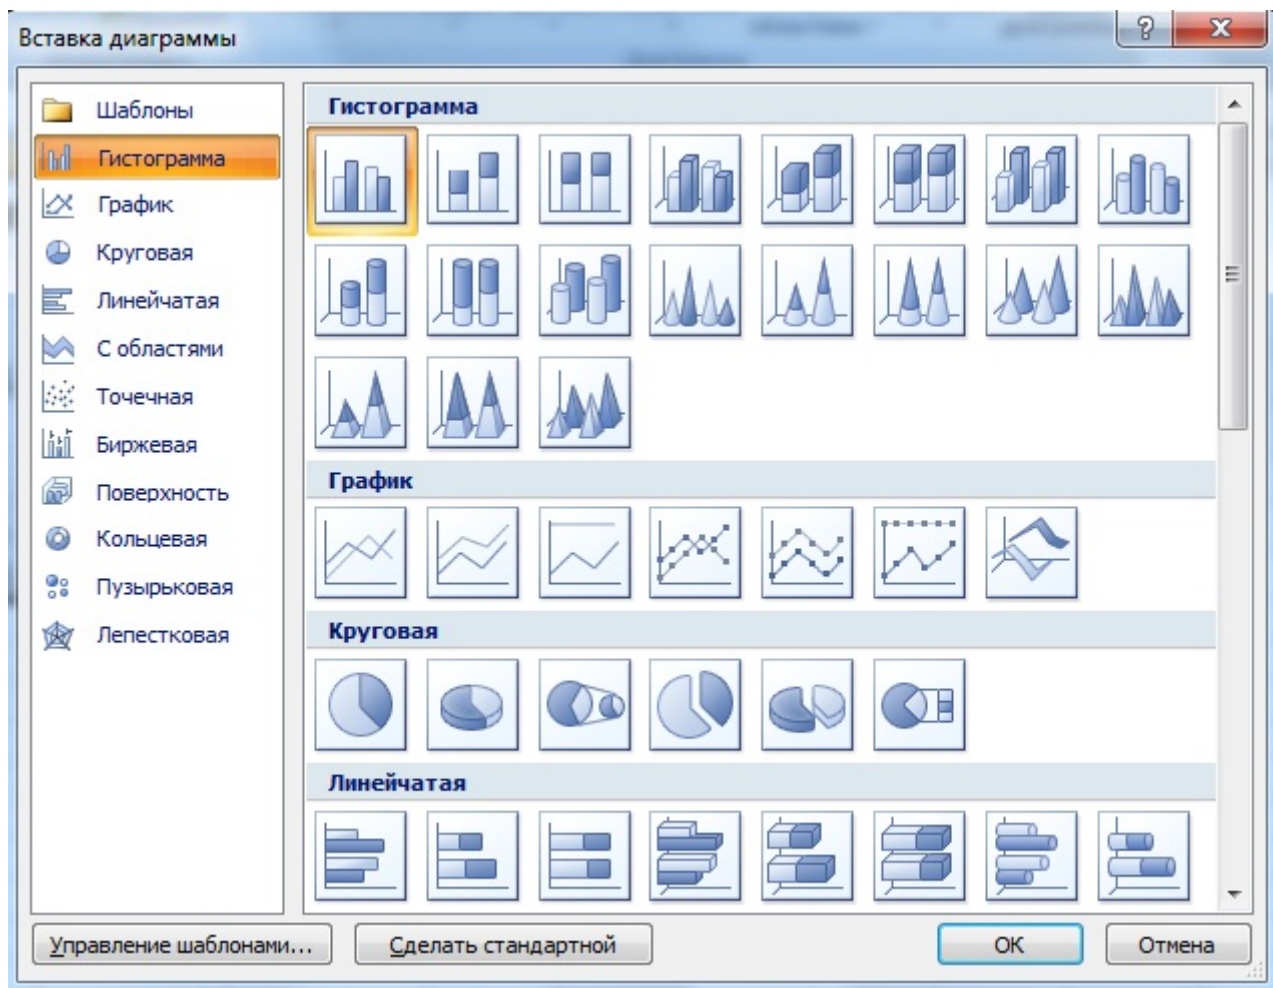 Вставка диаграммы
Шаблоны
Гистограмма
График
Круговая
Линейчатая
С областями
Точечная
Биржевая
Поверхность
Кольцевая
Пузырьковая
Лепестковая
Гистограмма
График
Круговая
Линейчатая
Управление шаблонами...
Сделать стандартной
ОК
Отмена